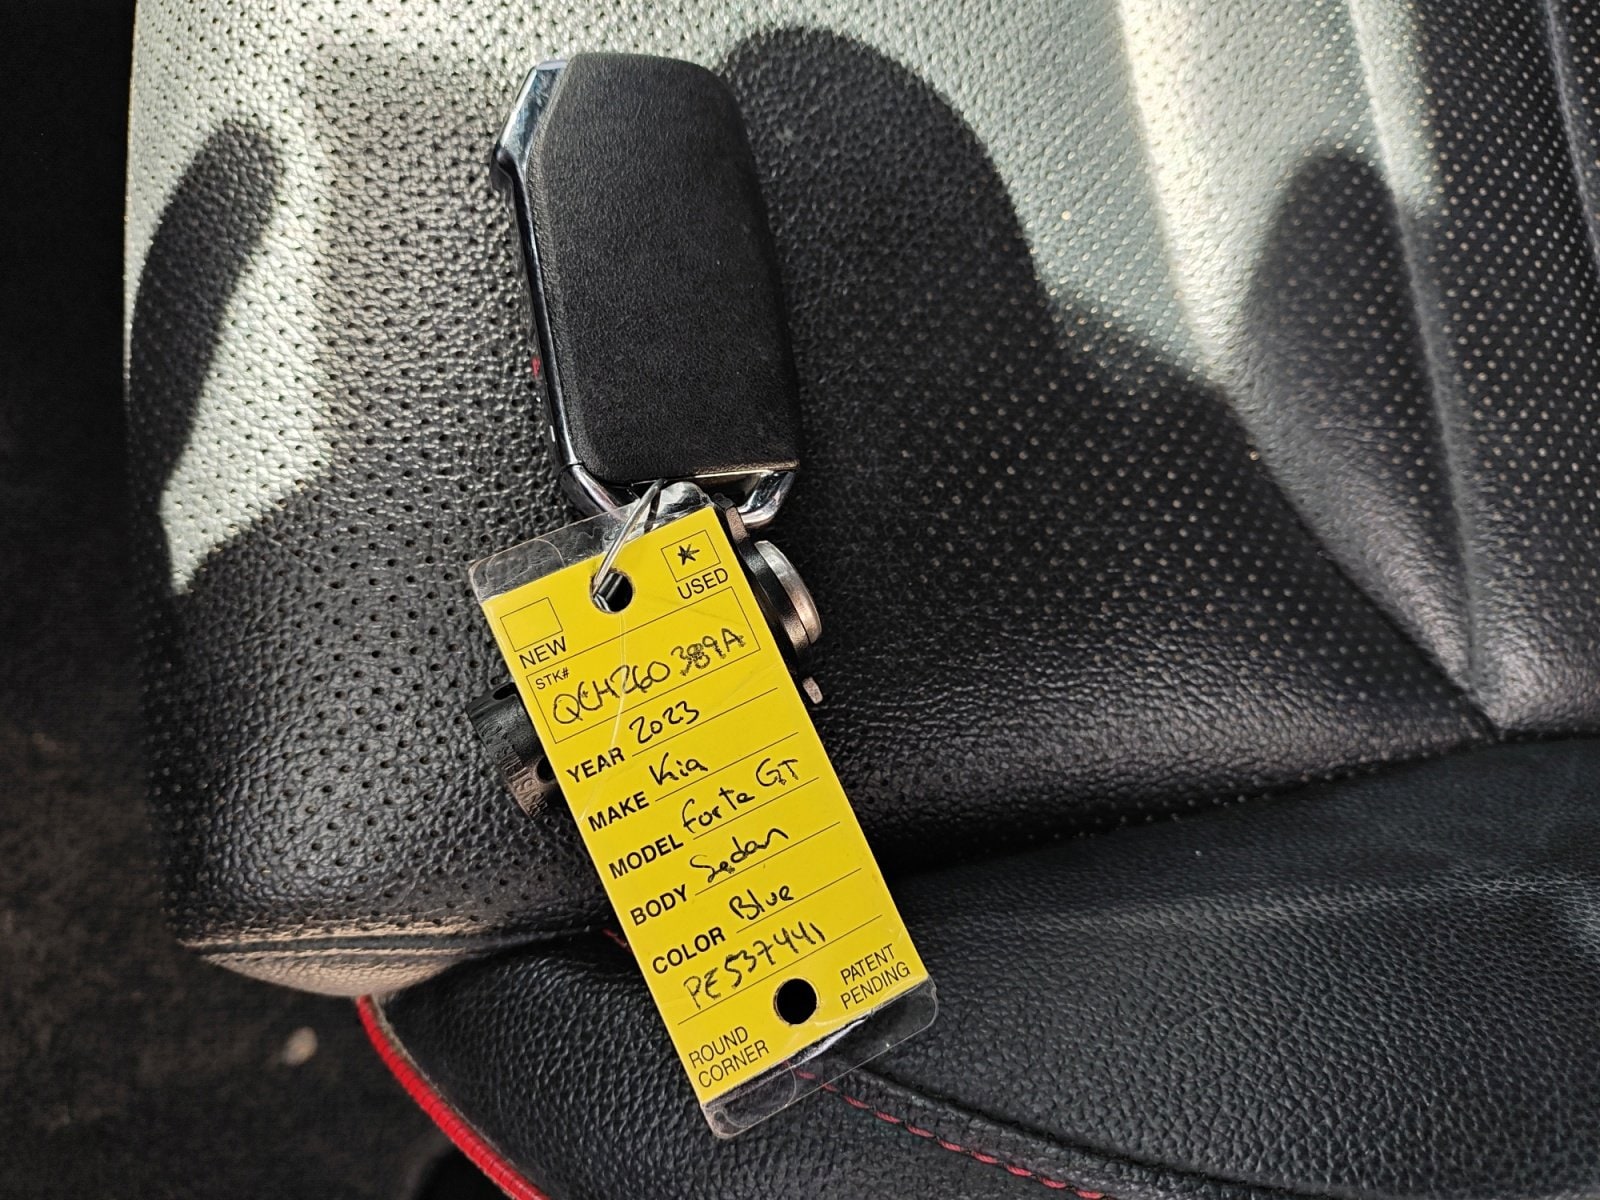 USED
NEW
STK#
QCH260389A
YEAR 2023
MAKE Kia
MODEL Forte GT
BODY Sedan
COLOR Blue
PE537441
PATENT
PENDING
ROUND
CORNER